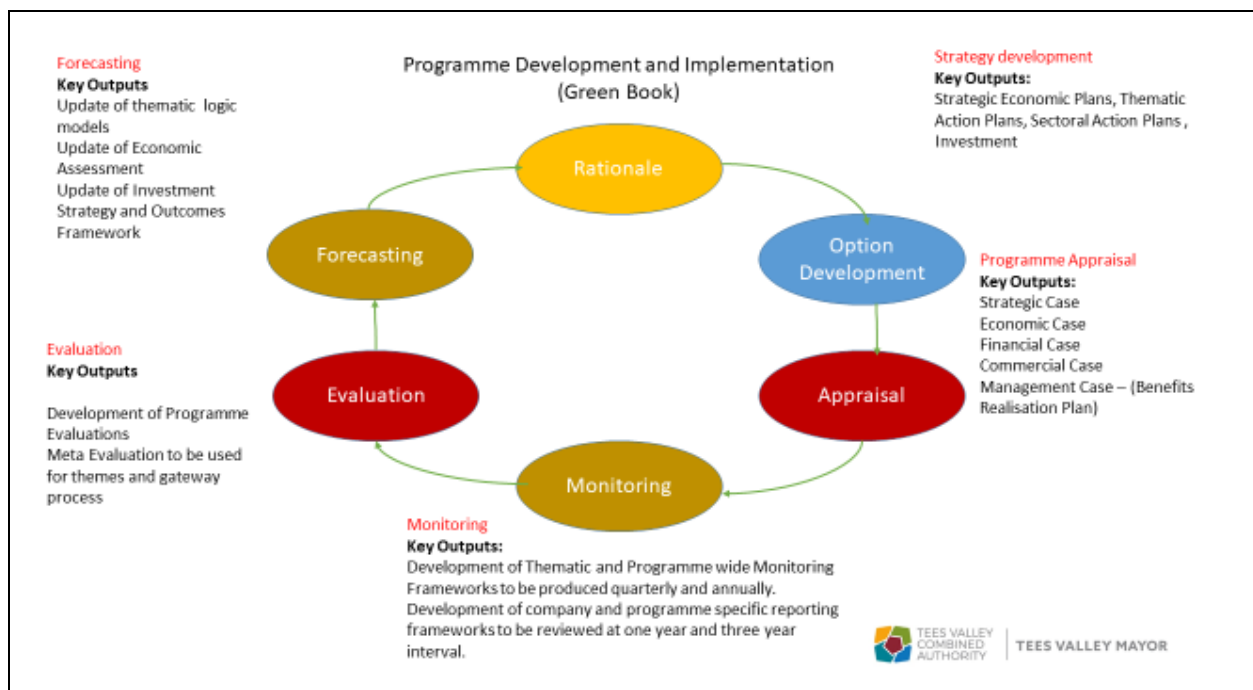 Programme Development and Implementation
(Green Book)
Forecasting
Key Outputs
Update of thematic logic
models
Update of Economic
Assessment
Update of Investment
Strategy and Outcomes
Framework
Strategy development
Key Outputs:
Strategic Economic Plans, Thematic
Action Plans, Sectoral Action Plans ,
Investment
Rationale
Option
Development
Programme Appraisal
Key Outputs:
Strategic Case
Economic Case
Financial Case
Commercial Case
Management Case – (Benefits
Realisation Plan)
Appraisal
Monitoring
Monitoring
Key Outputs:
Development of Thematic and Programme wide Monitoring
Frameworks to be produced quarterly and annually.
Development of company and programme specific reporting
frameworks to be reviewed at one year and three year
interval.
Evaluation
Evaluation
Key Outputs
Development of Programme
Evaluations
Meta Evaluation to be used
for themes and gateway
process
Forecasting
TEES VALLEY
COMBINED
AUTHORITY
TEES VALLEY MAYOR